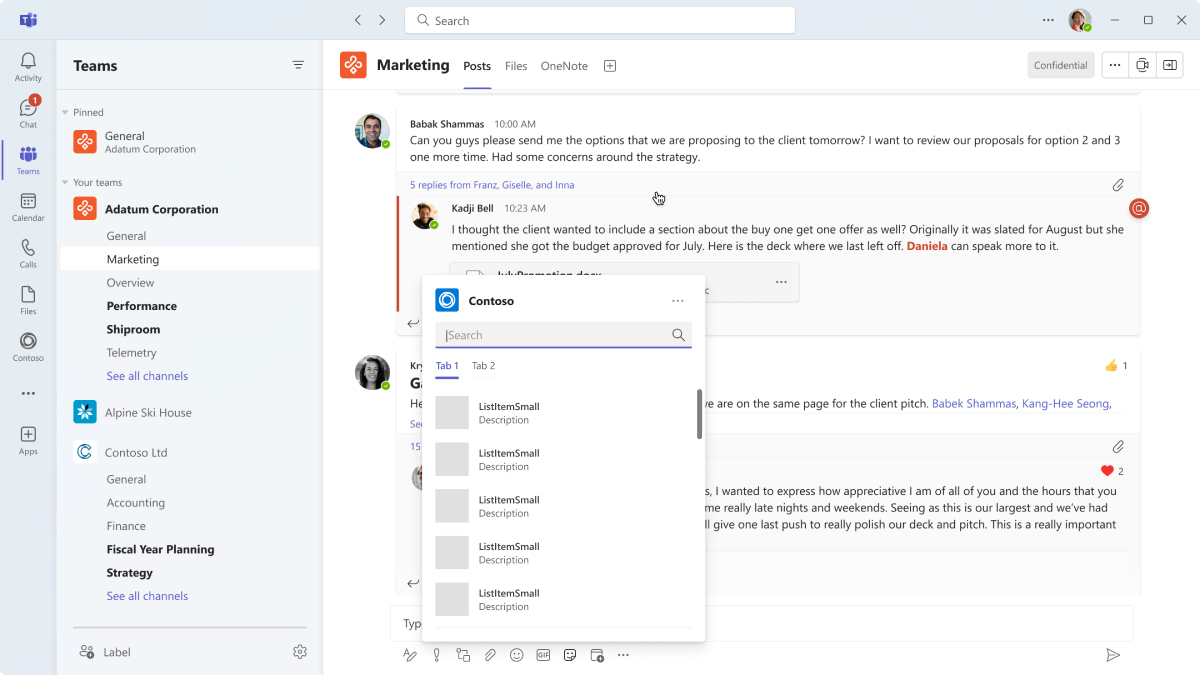 Search
Activity
1
Chat
Teams
Calendar
Calls
Files
Contoso
Apps
Teams
Pinned
General
Adatum Corporation
Your teams
Adatum Corporation
General
Marketing
Overview
Performance
Shiproom
Telemetry
See all channels
Alpine Ski House
Contoso Ltd
General
Accounting
Finance
Fiscal Year Planning
Strategy
See all channels
Label
Marketing
Posts
Files
OneNote
Confidential
Babak Shammas 10:00 AM
Can you guys please send me the options that we are proposing to the client tomorrow? I want to review our proposals for option 2 and 3
one more time. Had some concerns around the strategy.
5 replies from Franz, Giselle, and Inna
Kadji Bell 10:23 AM
I thought the client wanted to include a section about the buy one get one offer as well? Originally it was slated for August but she
mentioned she got the budget approved for July. Here is the deck where we last left off. Daniela can speak more to it.
JulyPromotion.docx
Contoso
Search
Tab 1 Tab 2
ListItemSmall
Description
ListItemSmall
Description
ListItemSmall
Description
ListItemSmall
Description
ListItemSmall
Description
1
ve are on the same page for the client pitch. Babek Shammas, Kang-Hee Seong,
15
2
s, I wanted to express how appreciative I am of all of you and the hours that you
me really late nights and weekends. Seeing as this is our largest and we've had
ll give one last push to really polish our deck and pitch. This is a really important
Typ
GIF